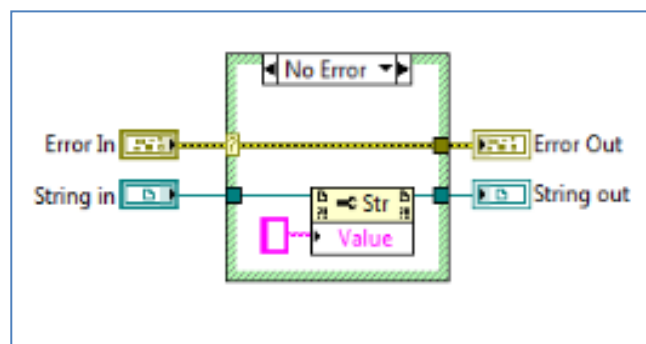 No Error
Error In
Error Out
String in
Str
String out
Value